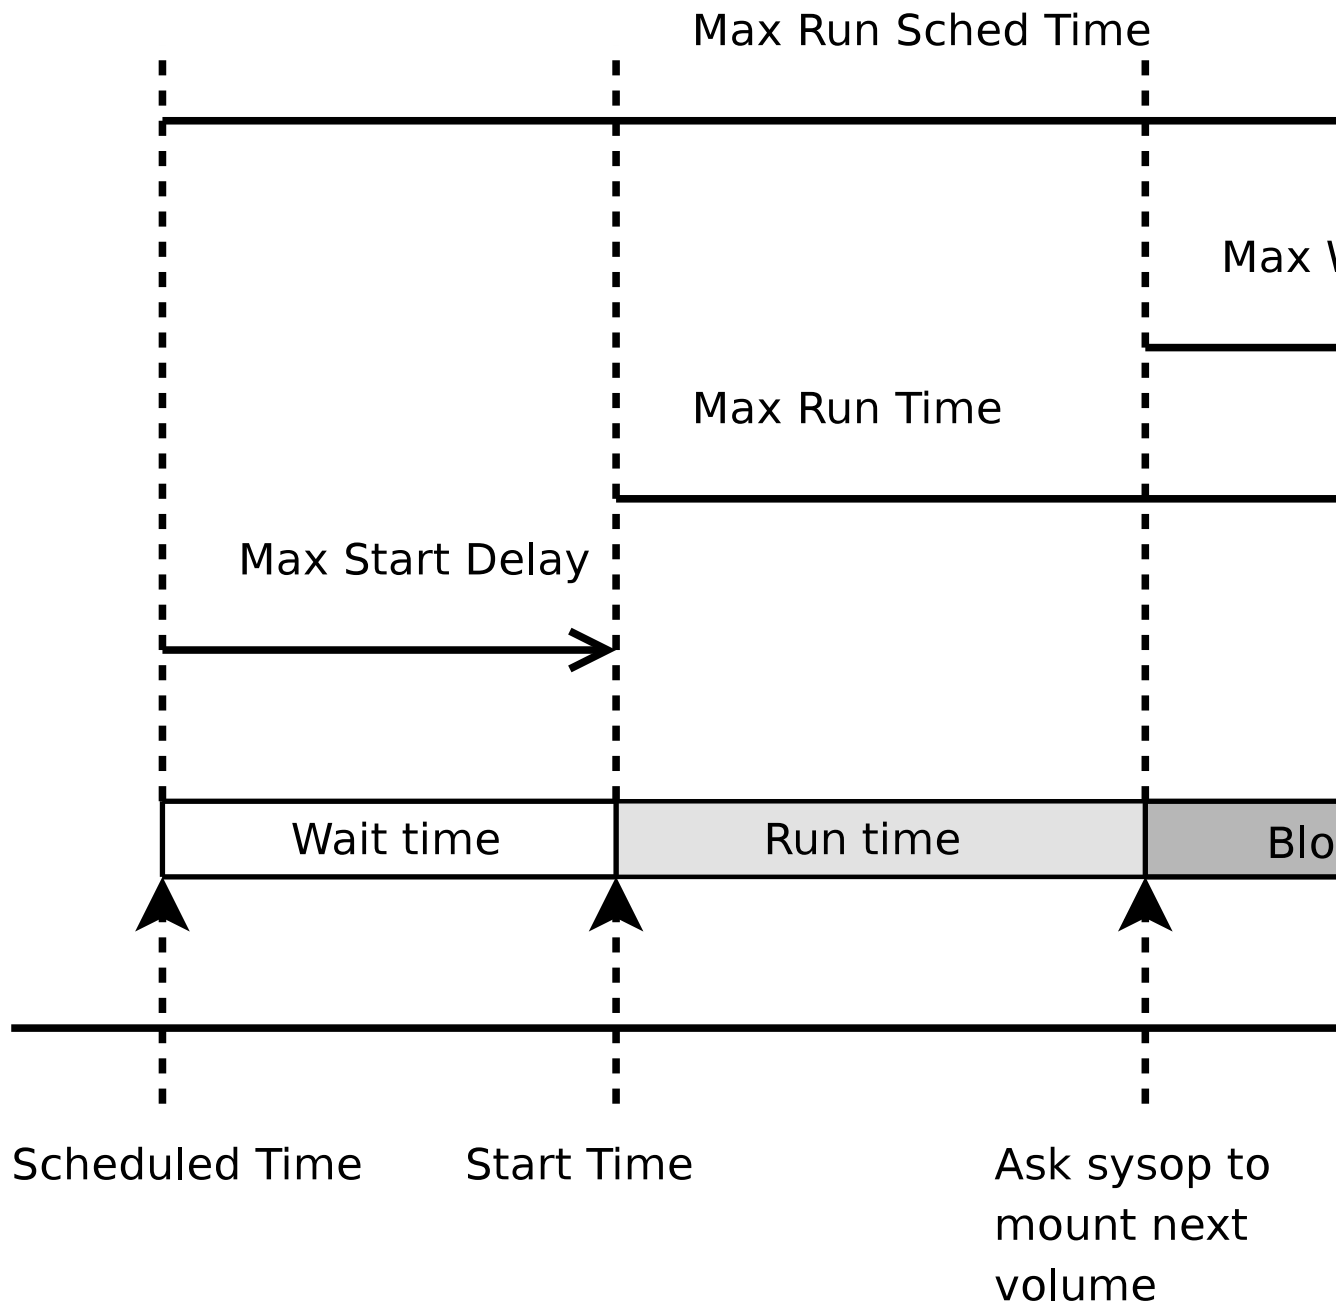 Max Run Sched Time
Max
Max Run Time
Max Start Delay
Wait time
Run time
Scheduled Time
Start Time
Ask sysop to
mount next
volume